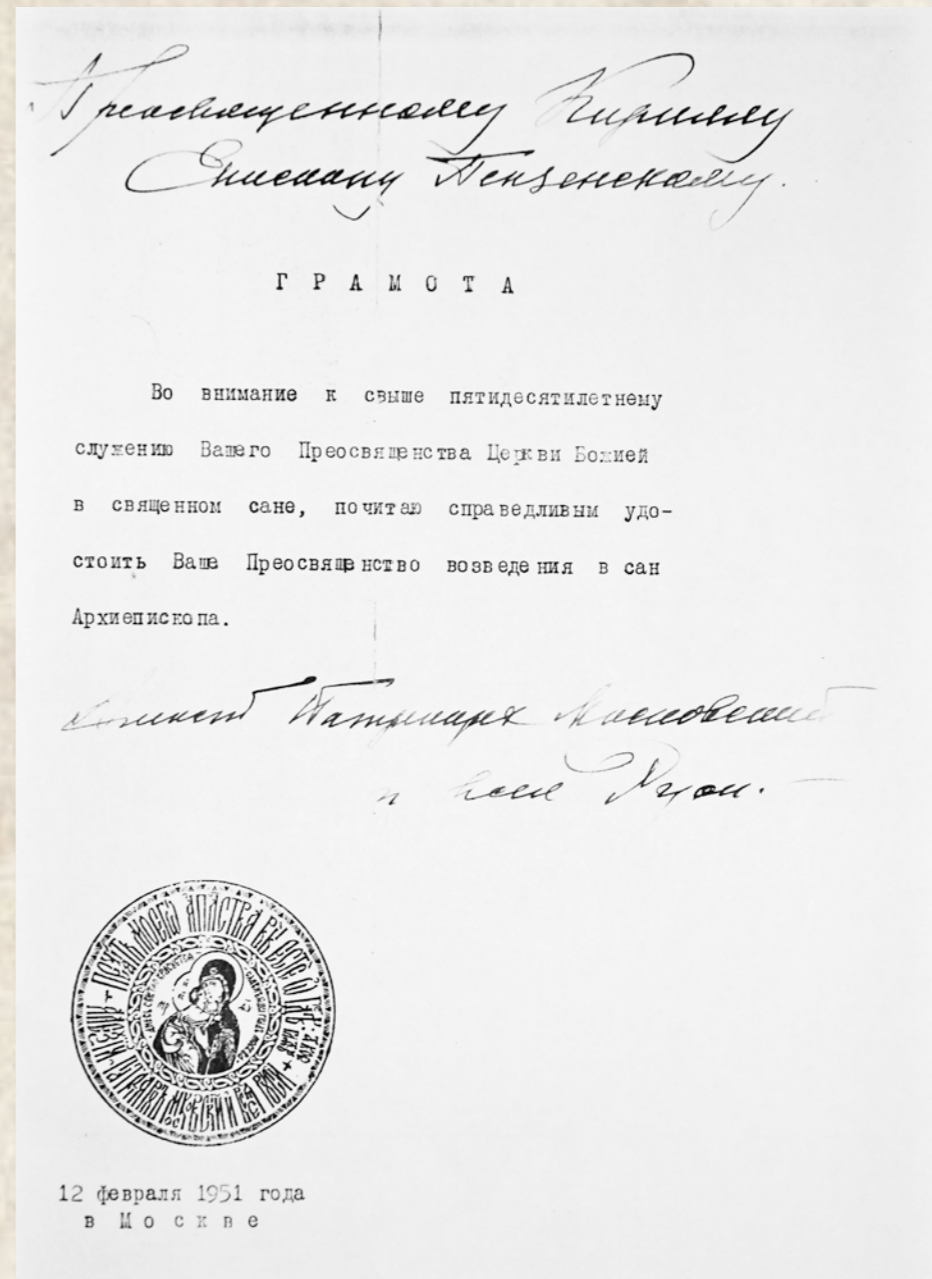 Преосвященному Кириллу
Епископу Пензенскому.
ГРАМОТА
Во внимание к свыше пятидесятилетнему
служению Вашего Преосвященства Церкви Божией
в священном сане, почитаю справедливым удо-
стоить Ваше Преосвященство возведения в сан
Архиепископа.
Патриарх Московский
и всея Руси.
12 февраля 1951 года
в Москве